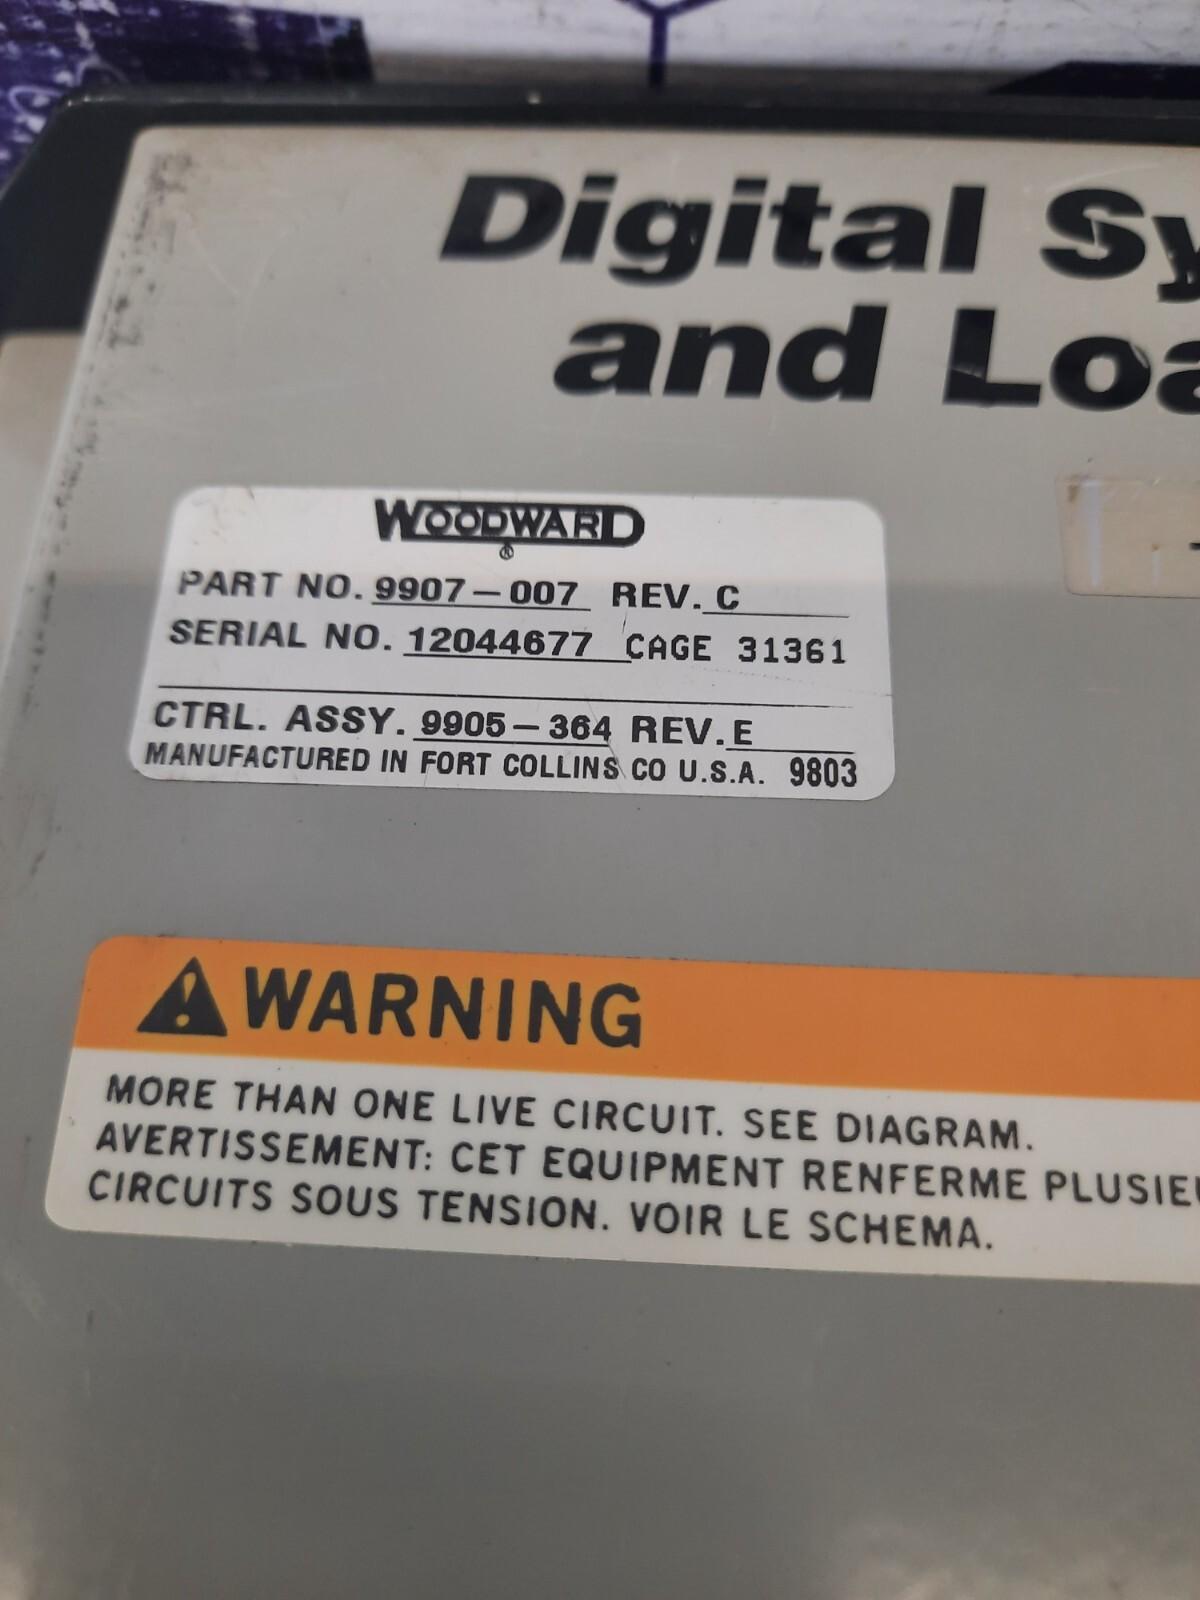 Digital Sy
and Loa
WOODWARD
®
PART NO. 9907-007 REV. C
SERIAL NO. 12044677 CAGE 31361
CTRL. ASSY. 9905-364 REV. E
MANUFACTURED IN FORT COLLINS CO U.S.A. 9803
WARNING
MORE THAN ONE LIVE CIRCUIT. SEE DIAGRAM.
AVERTISSEMENT: CET EQUIPMENT RENFERME PLUSIEU
CIRCUITS SOUS TENSION. VOIR LE SCHEMA.